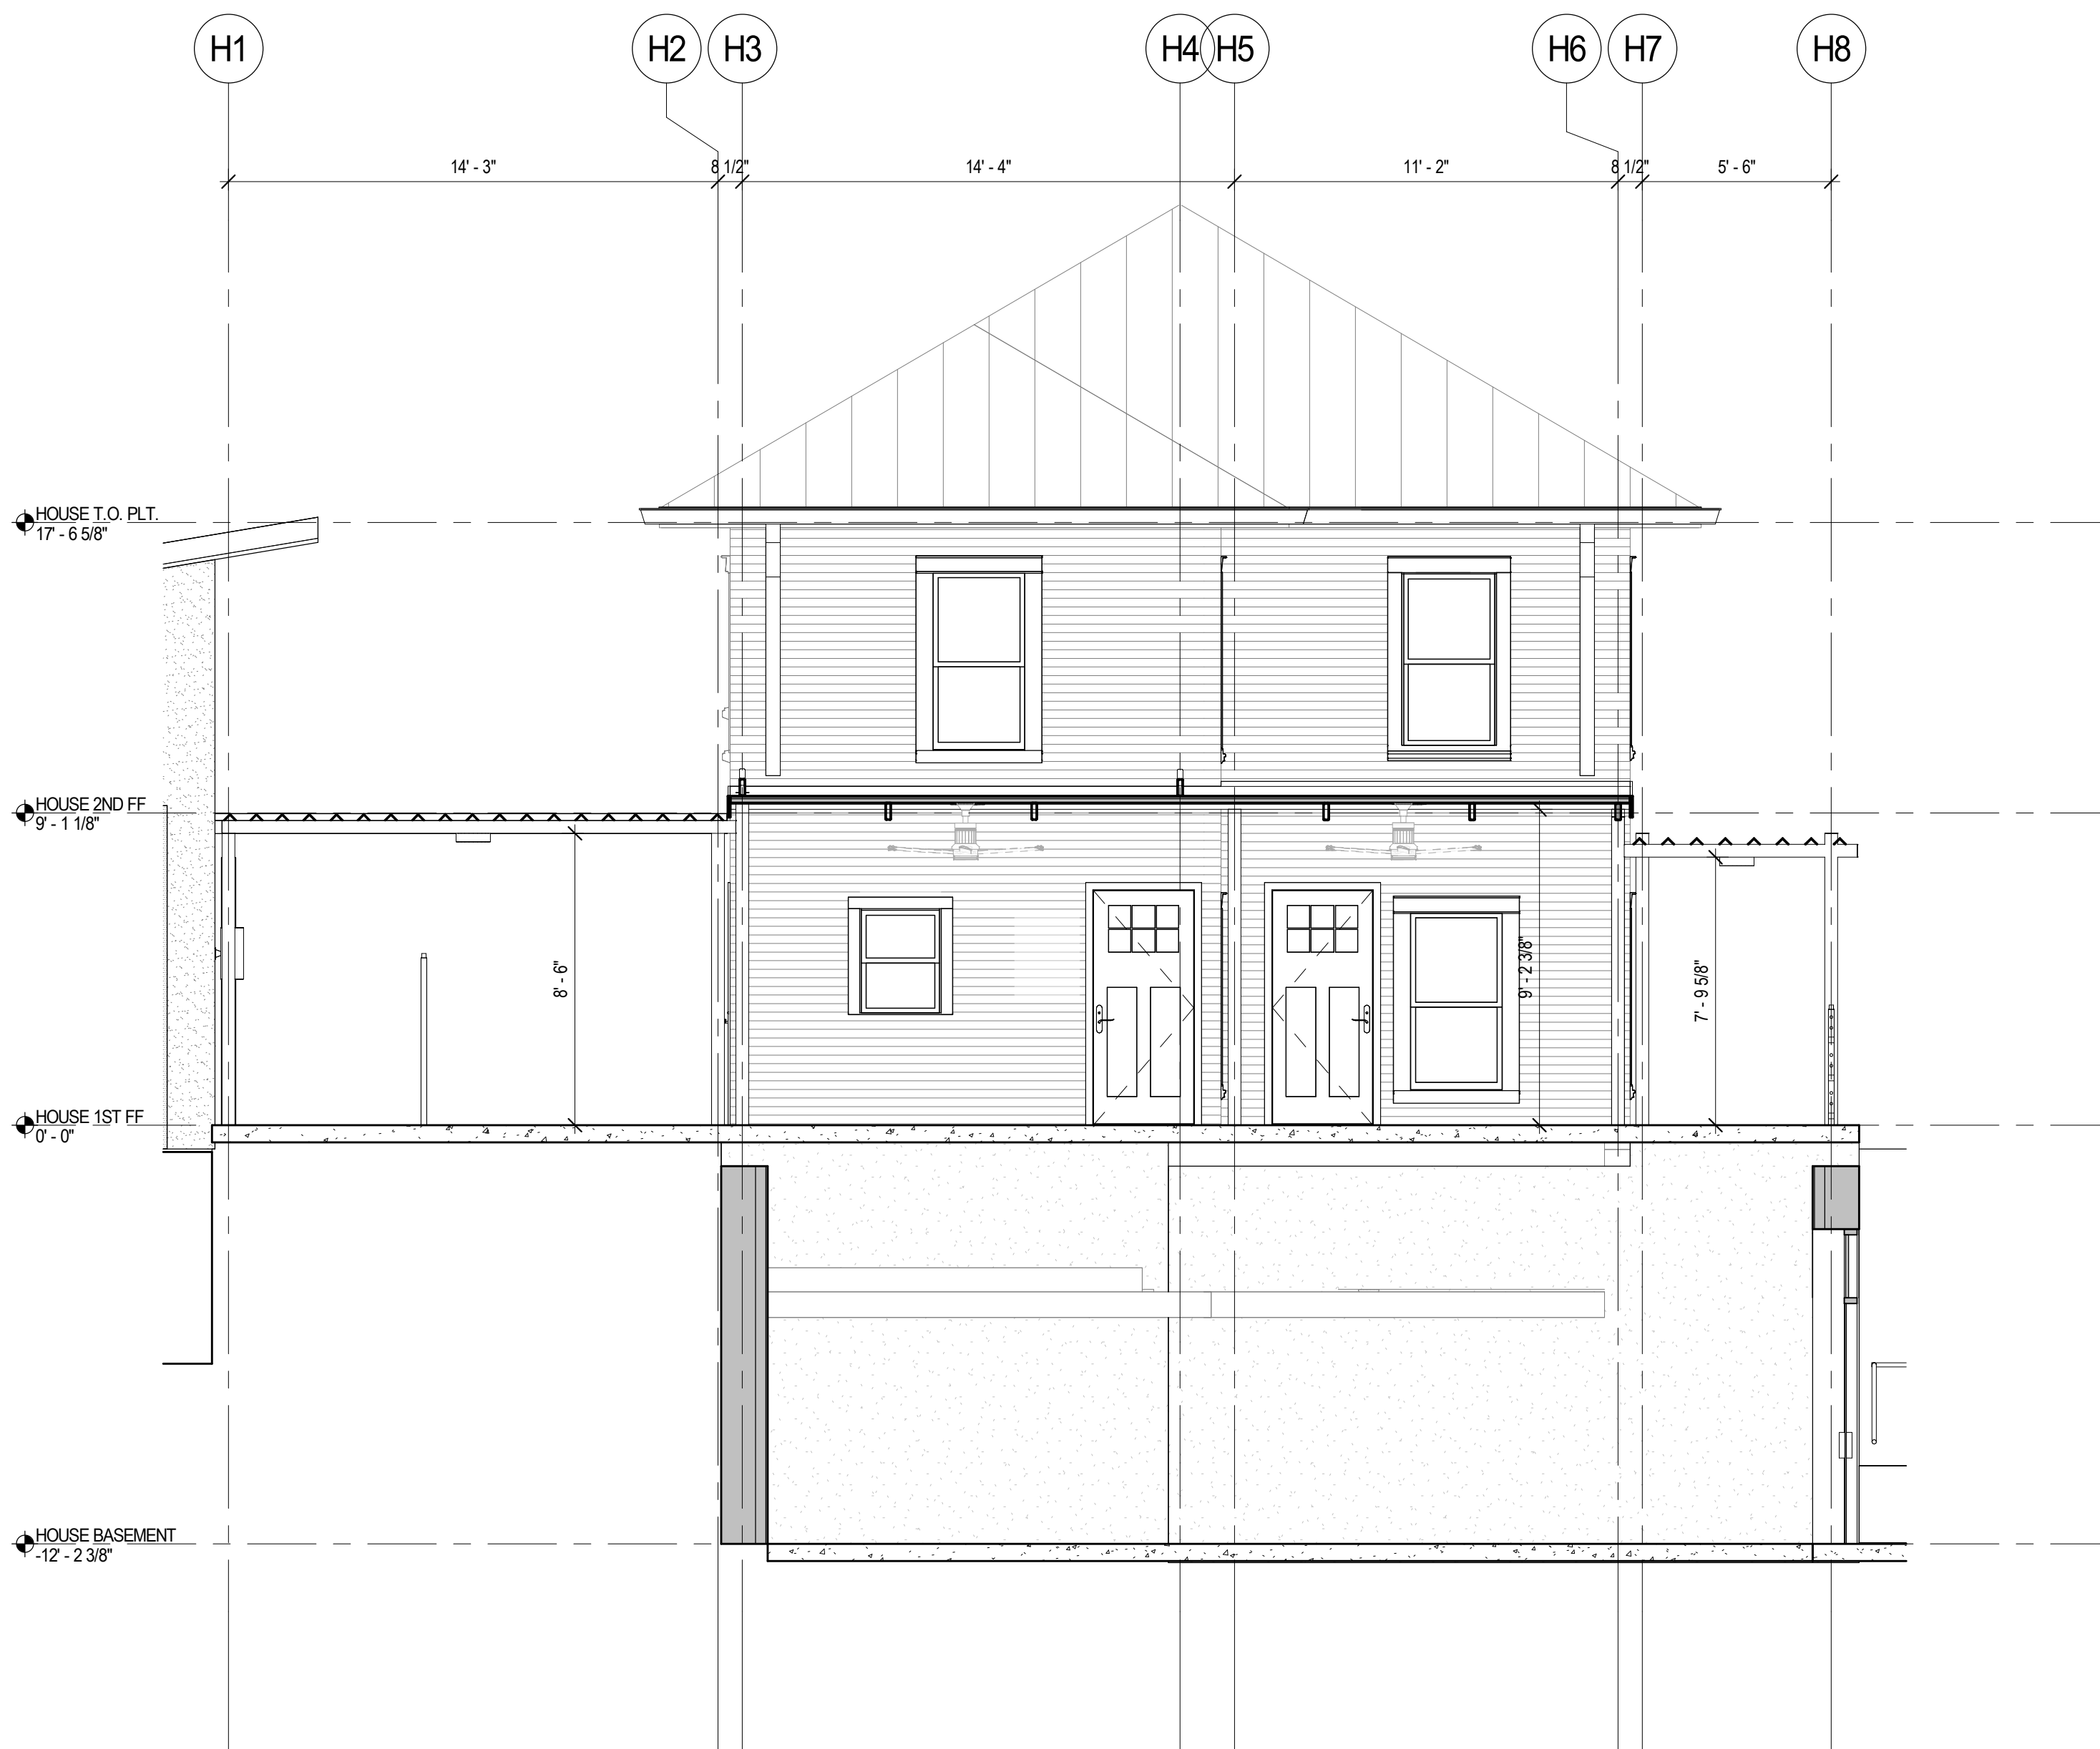 H1 H2 H3 H4 H5 H6 H7 H8
14' - 3" 8 1/2" 14' - 4" 11' - 2" 8 1/2" 5' - 6"
HOUSE T.O. PLT.
17' - 6 5/8"
HOUSE 2ND FF
9' - 1 1/8"
8' - 6"
9' - 2 3/8"
7' - 9 5/8"
HOUSE 1ST FF
0' - 0"
HOUSE BASEMENT
-12' - 2 3/8"